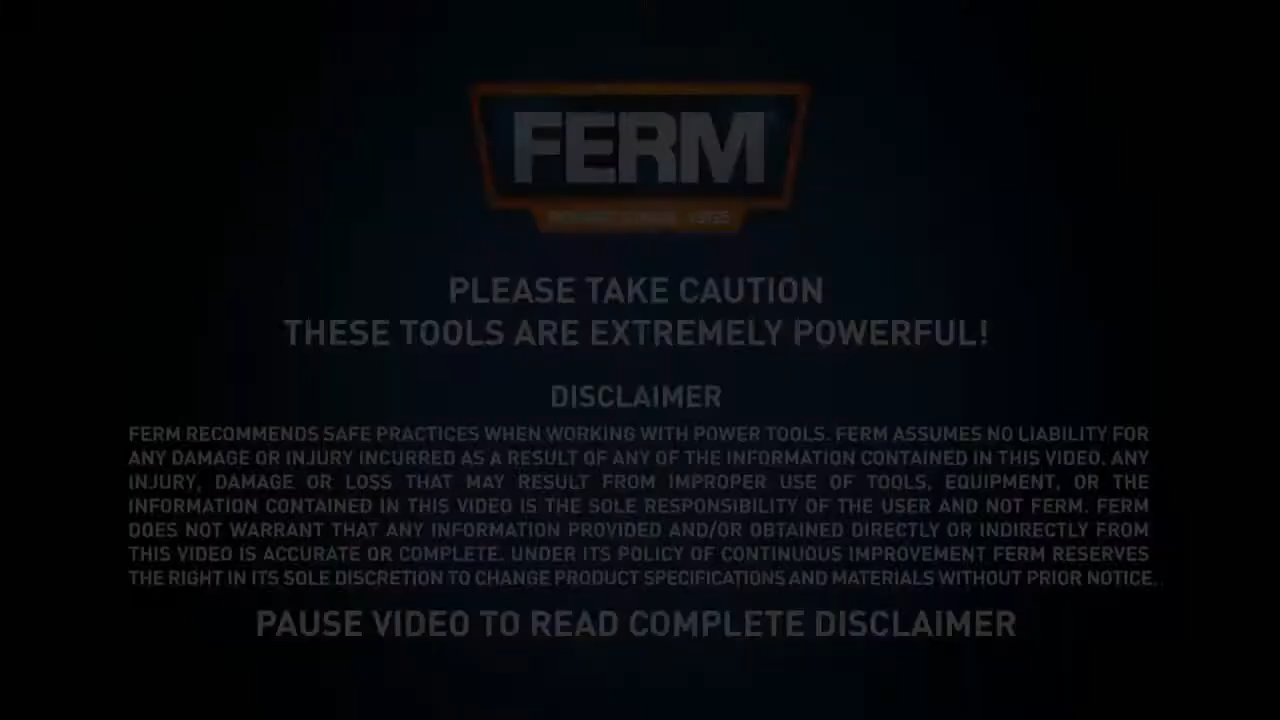 FERM
SINCE 1965
PLEASE TAKE CAUTION
THESE TOOLS ARE EXTREMELY POWERFUL!
DISCLAIMER
FERM RECOMMENDS SAFE PRACTICES WHEN WORKING WITH POWER TOOLS. FERM ASSUMES NO LIABILITY FOR
ANY DAMAGE OR INJURY INCURRED AS A RESULT OF ANY OF THE INFORMATION CONTAINED IN THIS VIDEO. ANY
INJURY, DAMAGE OR LOSS THAT MAY RESULT FROM IMPROPER USE OF TOOLS, EQUIPMENT, OR THE
INFORMATION CONTAINED IN THIS VIDEO IS THE SOLE RESPONSIBILITY OF THE USER AND NOT FERM. FERM
DOES NOT WARRANT THAT ANY INFORMATION PROVIDED AND/OR OBTAINED DIRECTLY OR INDIRECTLY FROM
THIS VIDEO IS ACCURATE OR COMPLETE. UNDER ITS POLICY OF CONTINUOUS IMPROVEMENT FERM RESERVES
THE RIGHT IN ITS SOLE DISCRETION TO CHANGE PRODUCT SPECIFICATIONS AND MATERIALS WITHOUT PRIOR NOTICE.
PAUSE VIDEO TO READ COMPLETE DISCLAIMER